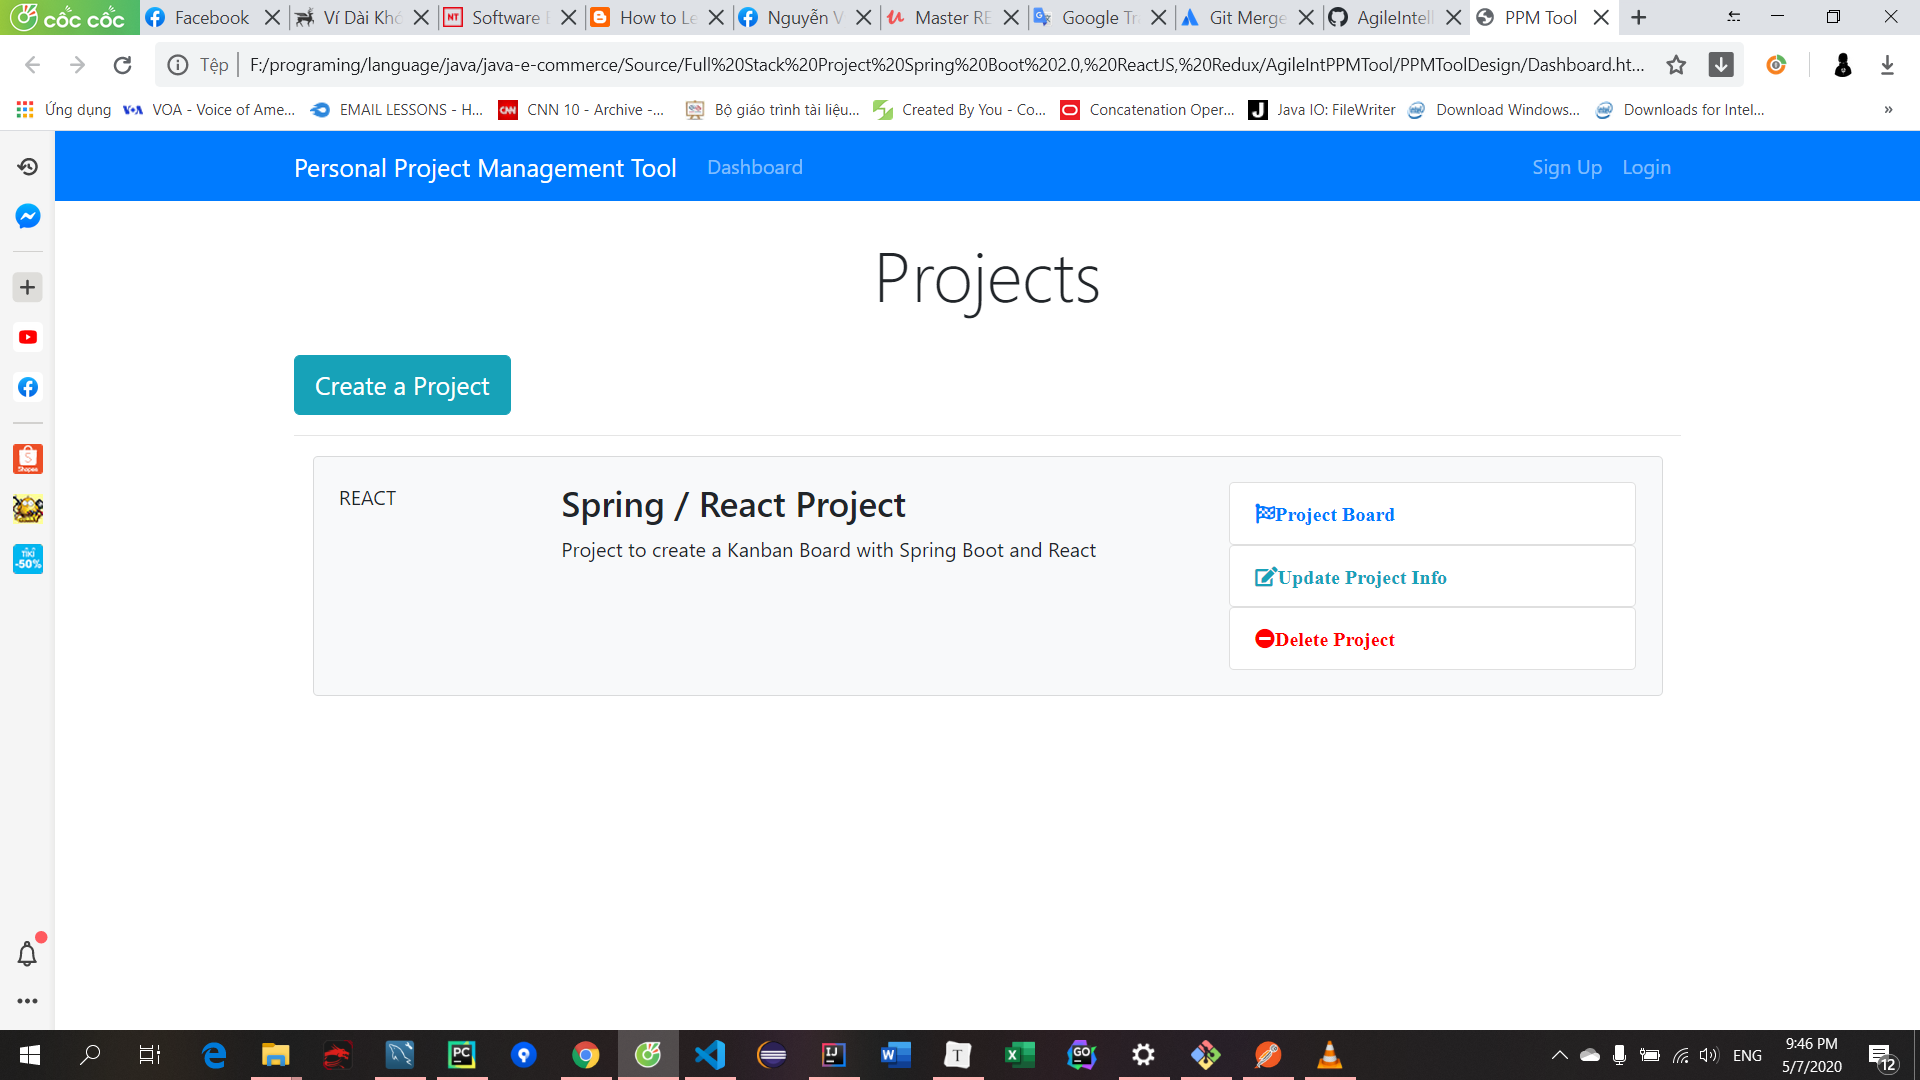 cốc cốc
Facebook
Ví Dài Khó
Software
How to Le
Nguyễn V
Master RE
Google Tr
Git Merge
AgileIntell
PPM Tool
Tệp
F:/programing/language/java/java-e-commerce/Source/Full%20Stack%20Project%20Spring%20Boot%202.0,%20ReactJS,%20Redux/AgileIntPPMTool/PPMToolDesign/Dashboard.ht...
Ứng dụng
VOA - Voice of Ame...
EMAIL LESSONS - H...
CNN 10 - Archive -...
Bộ giáo trình tài liệu...
Created By You - Co...
Concatenation Oper...
Java IO: FileWriter
Download Windows...
Downloads for Intel...
»
Personal Project Management Tool
Dashboard
Sign Up
Login
Projects
Create a Project
REACT
Spring / React Project
Project to create a Kanban Board with Spring Boot and React
Project Board
Update Project Info
Delete Project
Shopee
TIKI
-50%
ENG
9:46 PM
5/7/2020
12